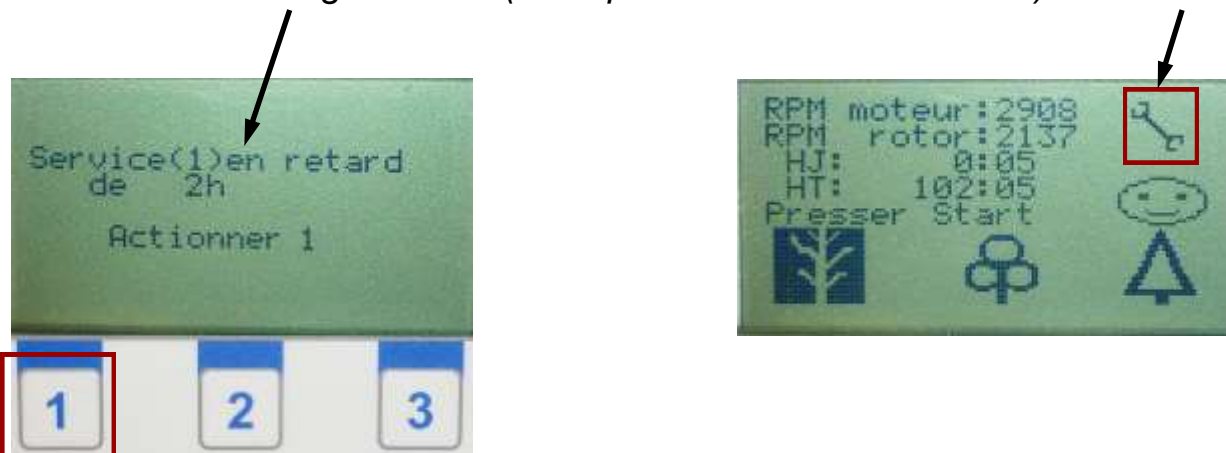 Service(1)en retard
de 2h
Actionner 1
1 2 3
RPM moteur:2908
RPM rotor:2137
HJ: 0:05
HT: 102:05
Presser Start